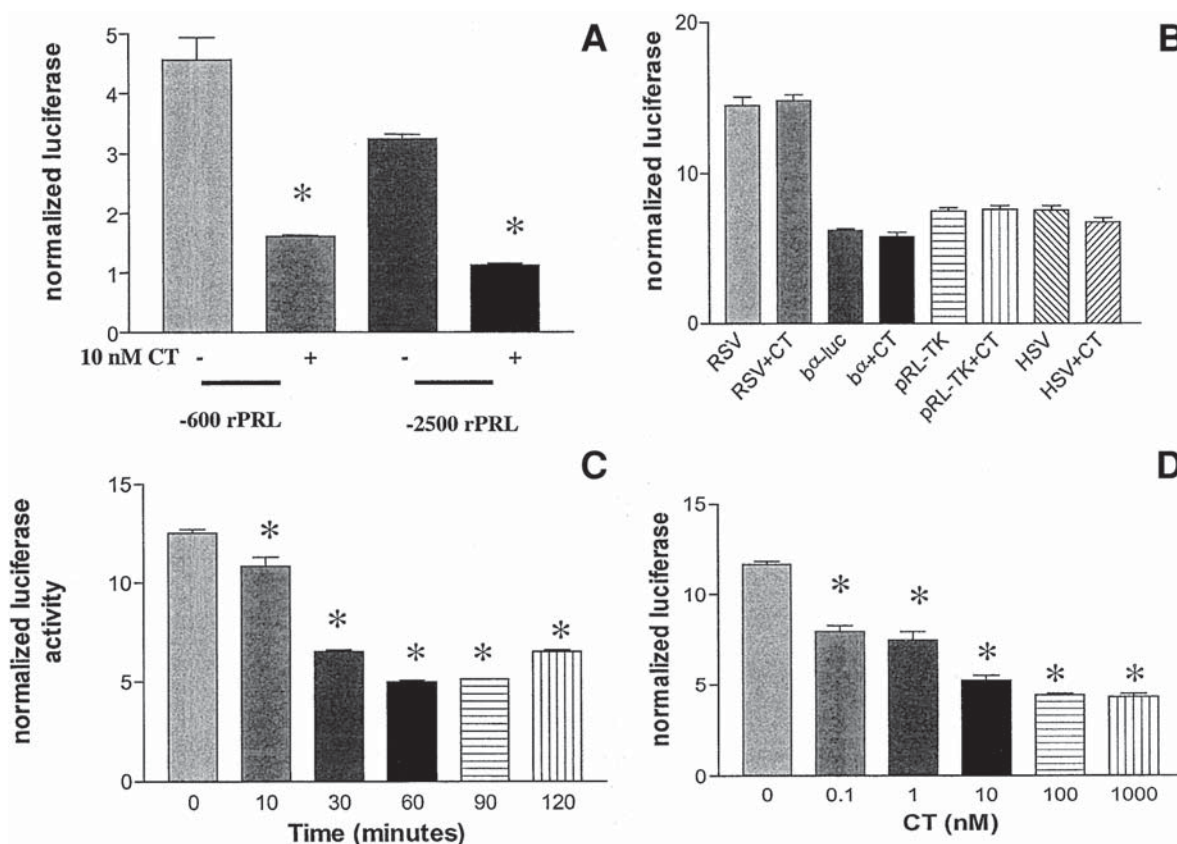 A
normalized luciferase
5
4
3
2
1
0
*
*
10 nM CT - + - +
-600 rPRL -2500 rPRL
B
normalized luciferase
20
10
0
RSV RSV+CT bα-luc bα+CT pRL-TK pRL-TK+CT HSV HSV+CT
C
normalized luciferase
activity
15
10
5
0
* * * * *
0 10 30 60 90 120
Time (minutes)
D
normalized luciferase
15
10
5
0
* * * * *
0 0.1 1 10 100 1000
CT (nM)